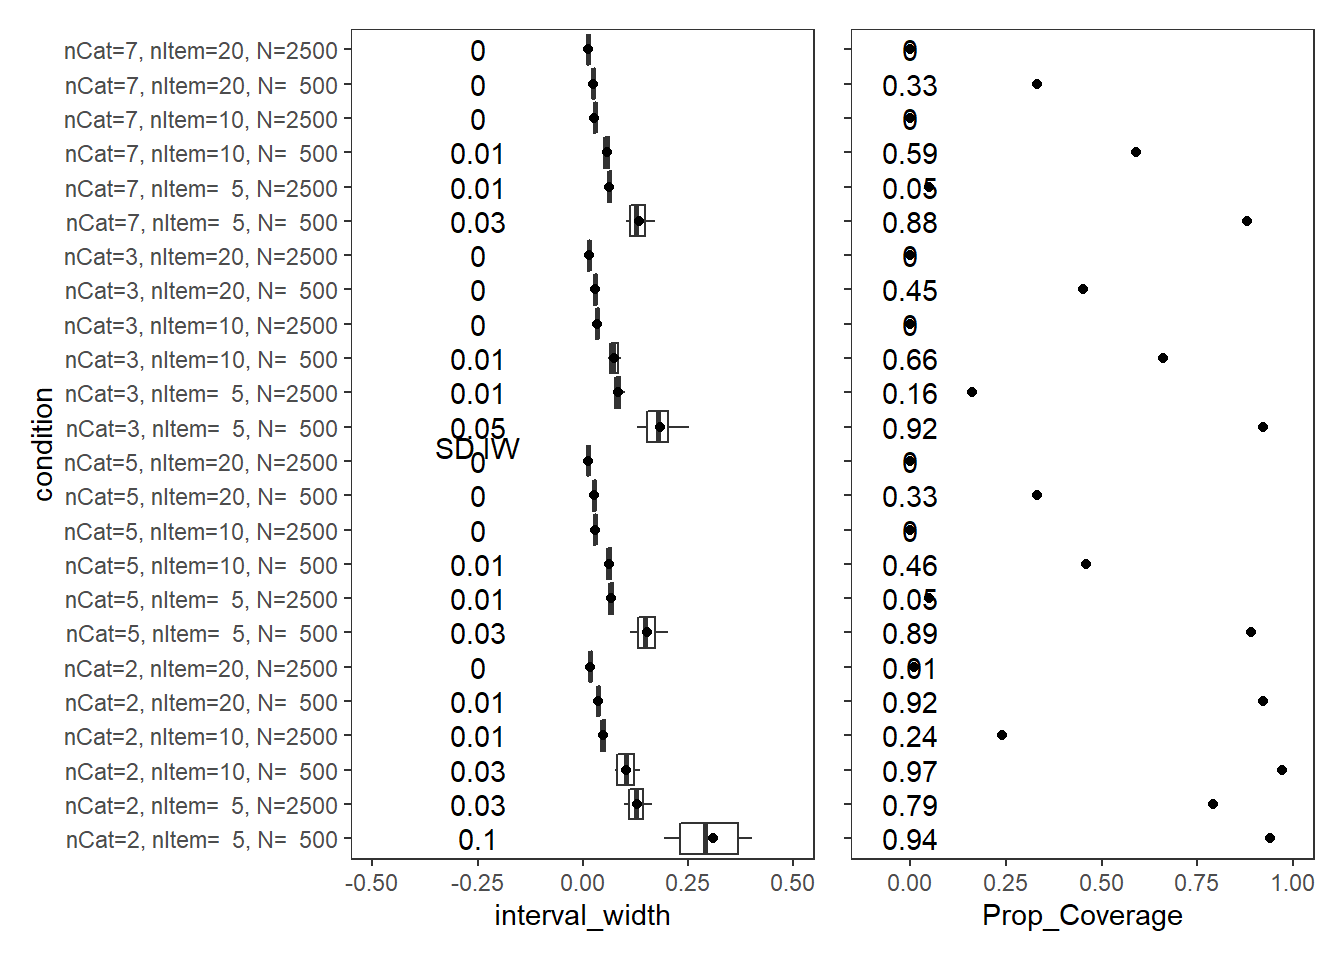 nCat=7, nItem=20, N=2500 0 0
nCat=7, nItem=20, N= 500 0 0.33
nCat=7, nItem=10, N=2500 0 0
nCat=7, nItem=10, N= 500 0.01 0.59
nCat=7, nItem= 5, N=2500 0.01 0.05
nCat=7, nItem= 5, N= 500 0.03 0.88
nCat=3, nItem=20, N=2500 0 0
nCat=3, nItem=20, N= 500 0 0.45
nCat=3, nItem=10, N=2500 0 0
nCat=3, nItem=10, N= 500 0.01 0.66
nCat=3, nItem= 5, N=2500 0.01 0.16
nCat=3, nItem= 5, N= 500 0.05 0.92
SD IW
nCat=5, nItem=20, N=2500 0 0
nCat=5, nItem=20, N= 500 0 0.33
nCat=5, nItem=10, N=2500 0 0
nCat=5, nItem=10, N= 500 0.01 0.46
nCat=5, nItem= 5, N=2500 0.01 0.05
nCat=5, nItem= 5, N= 500 0.03 0.89
nCat=2, nItem=20, N=2500 0 0.01
nCat=2, nItem=20, N= 500 0.01 0.92
nCat=2, nItem=10, N=2500 0.01 0.24
nCat=2, nItem=10, N= 500 0.03 0.97
nCat=2, nItem= 5, N=2500 0.03 0.79
nCat=2, nItem= 5, N= 500 0.1 0.94
condition
-0.50 -0.25 0.00 0.25 0.50 0.00 0.25 0.50 0.75 1.00
interval_width Prop_Coverage